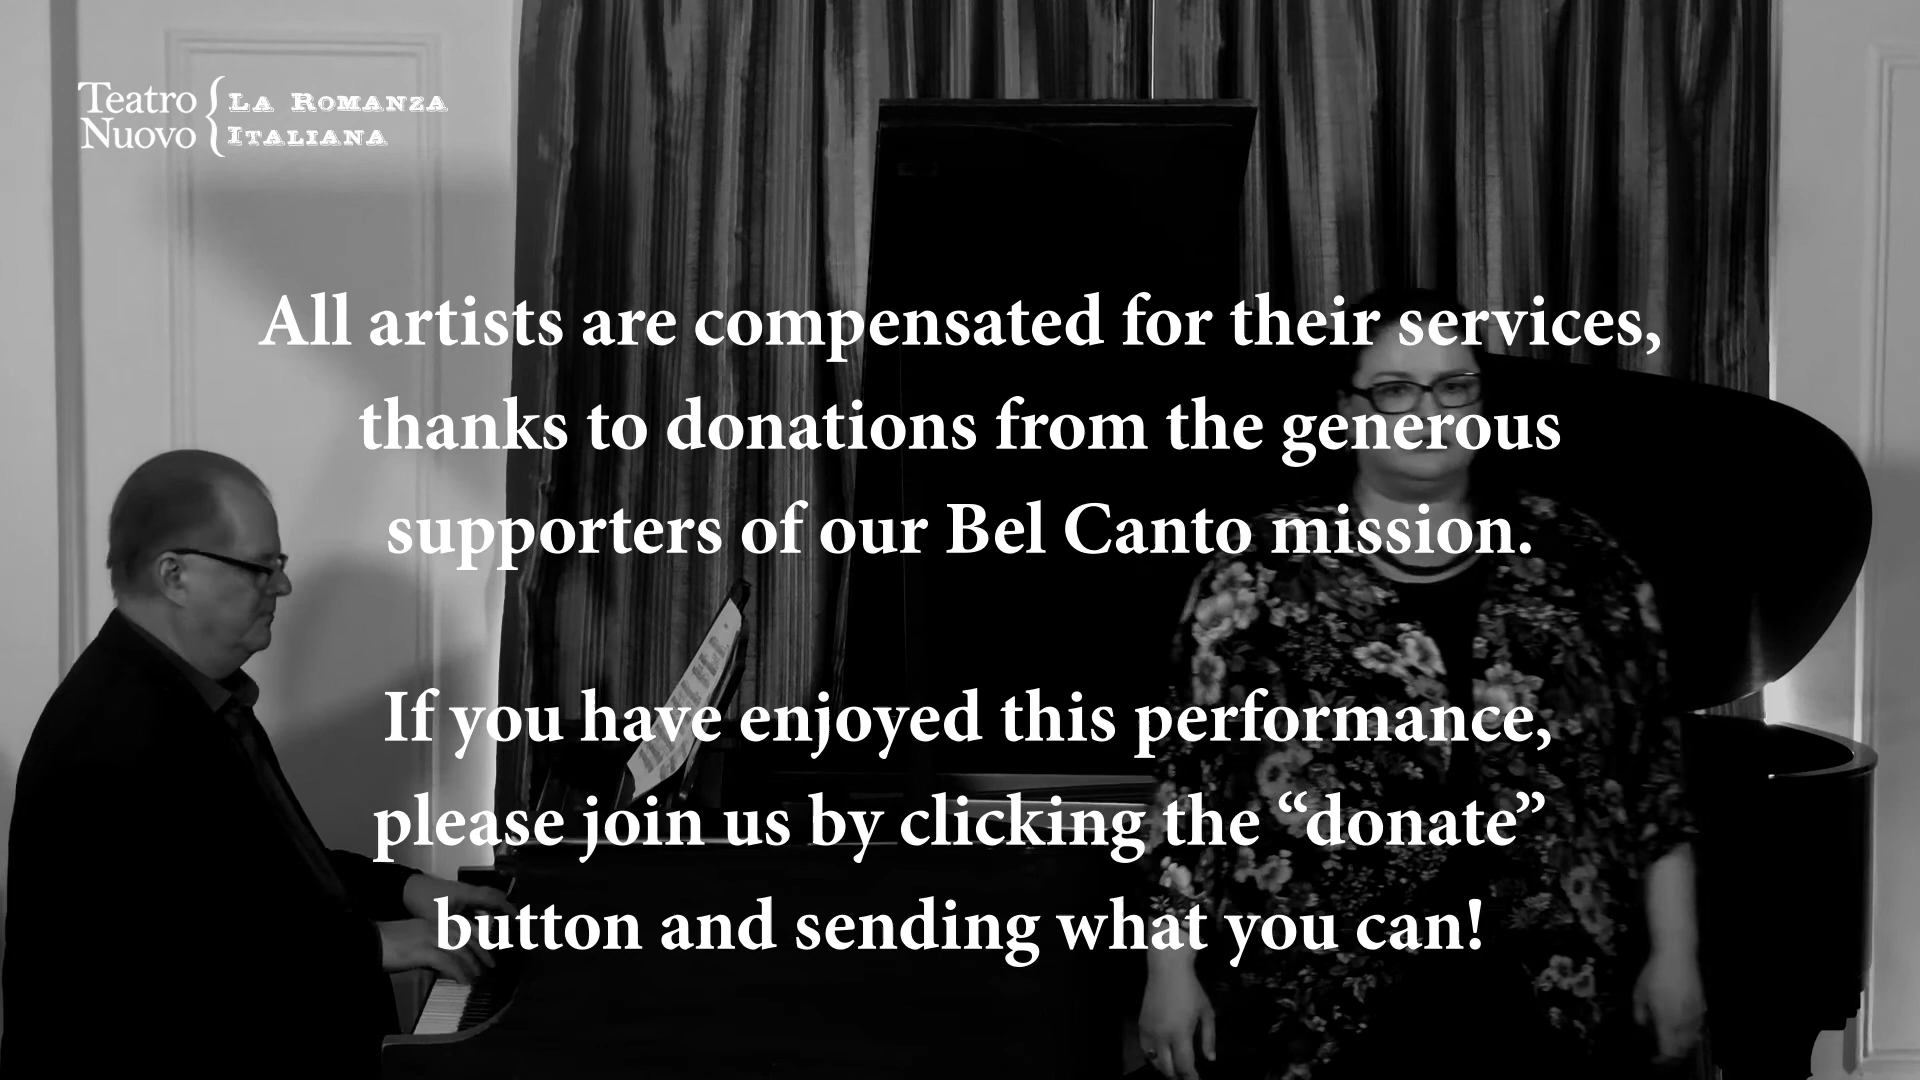 Teatro
Nuovo
La Romanza
Italiana
All artists are compensated for their services,
thanks to donations from the generous
supporters of our Bel Canto mission.
If you have enjoyed this performance,
please join us by clicking the “donate”
button and sending what you can!